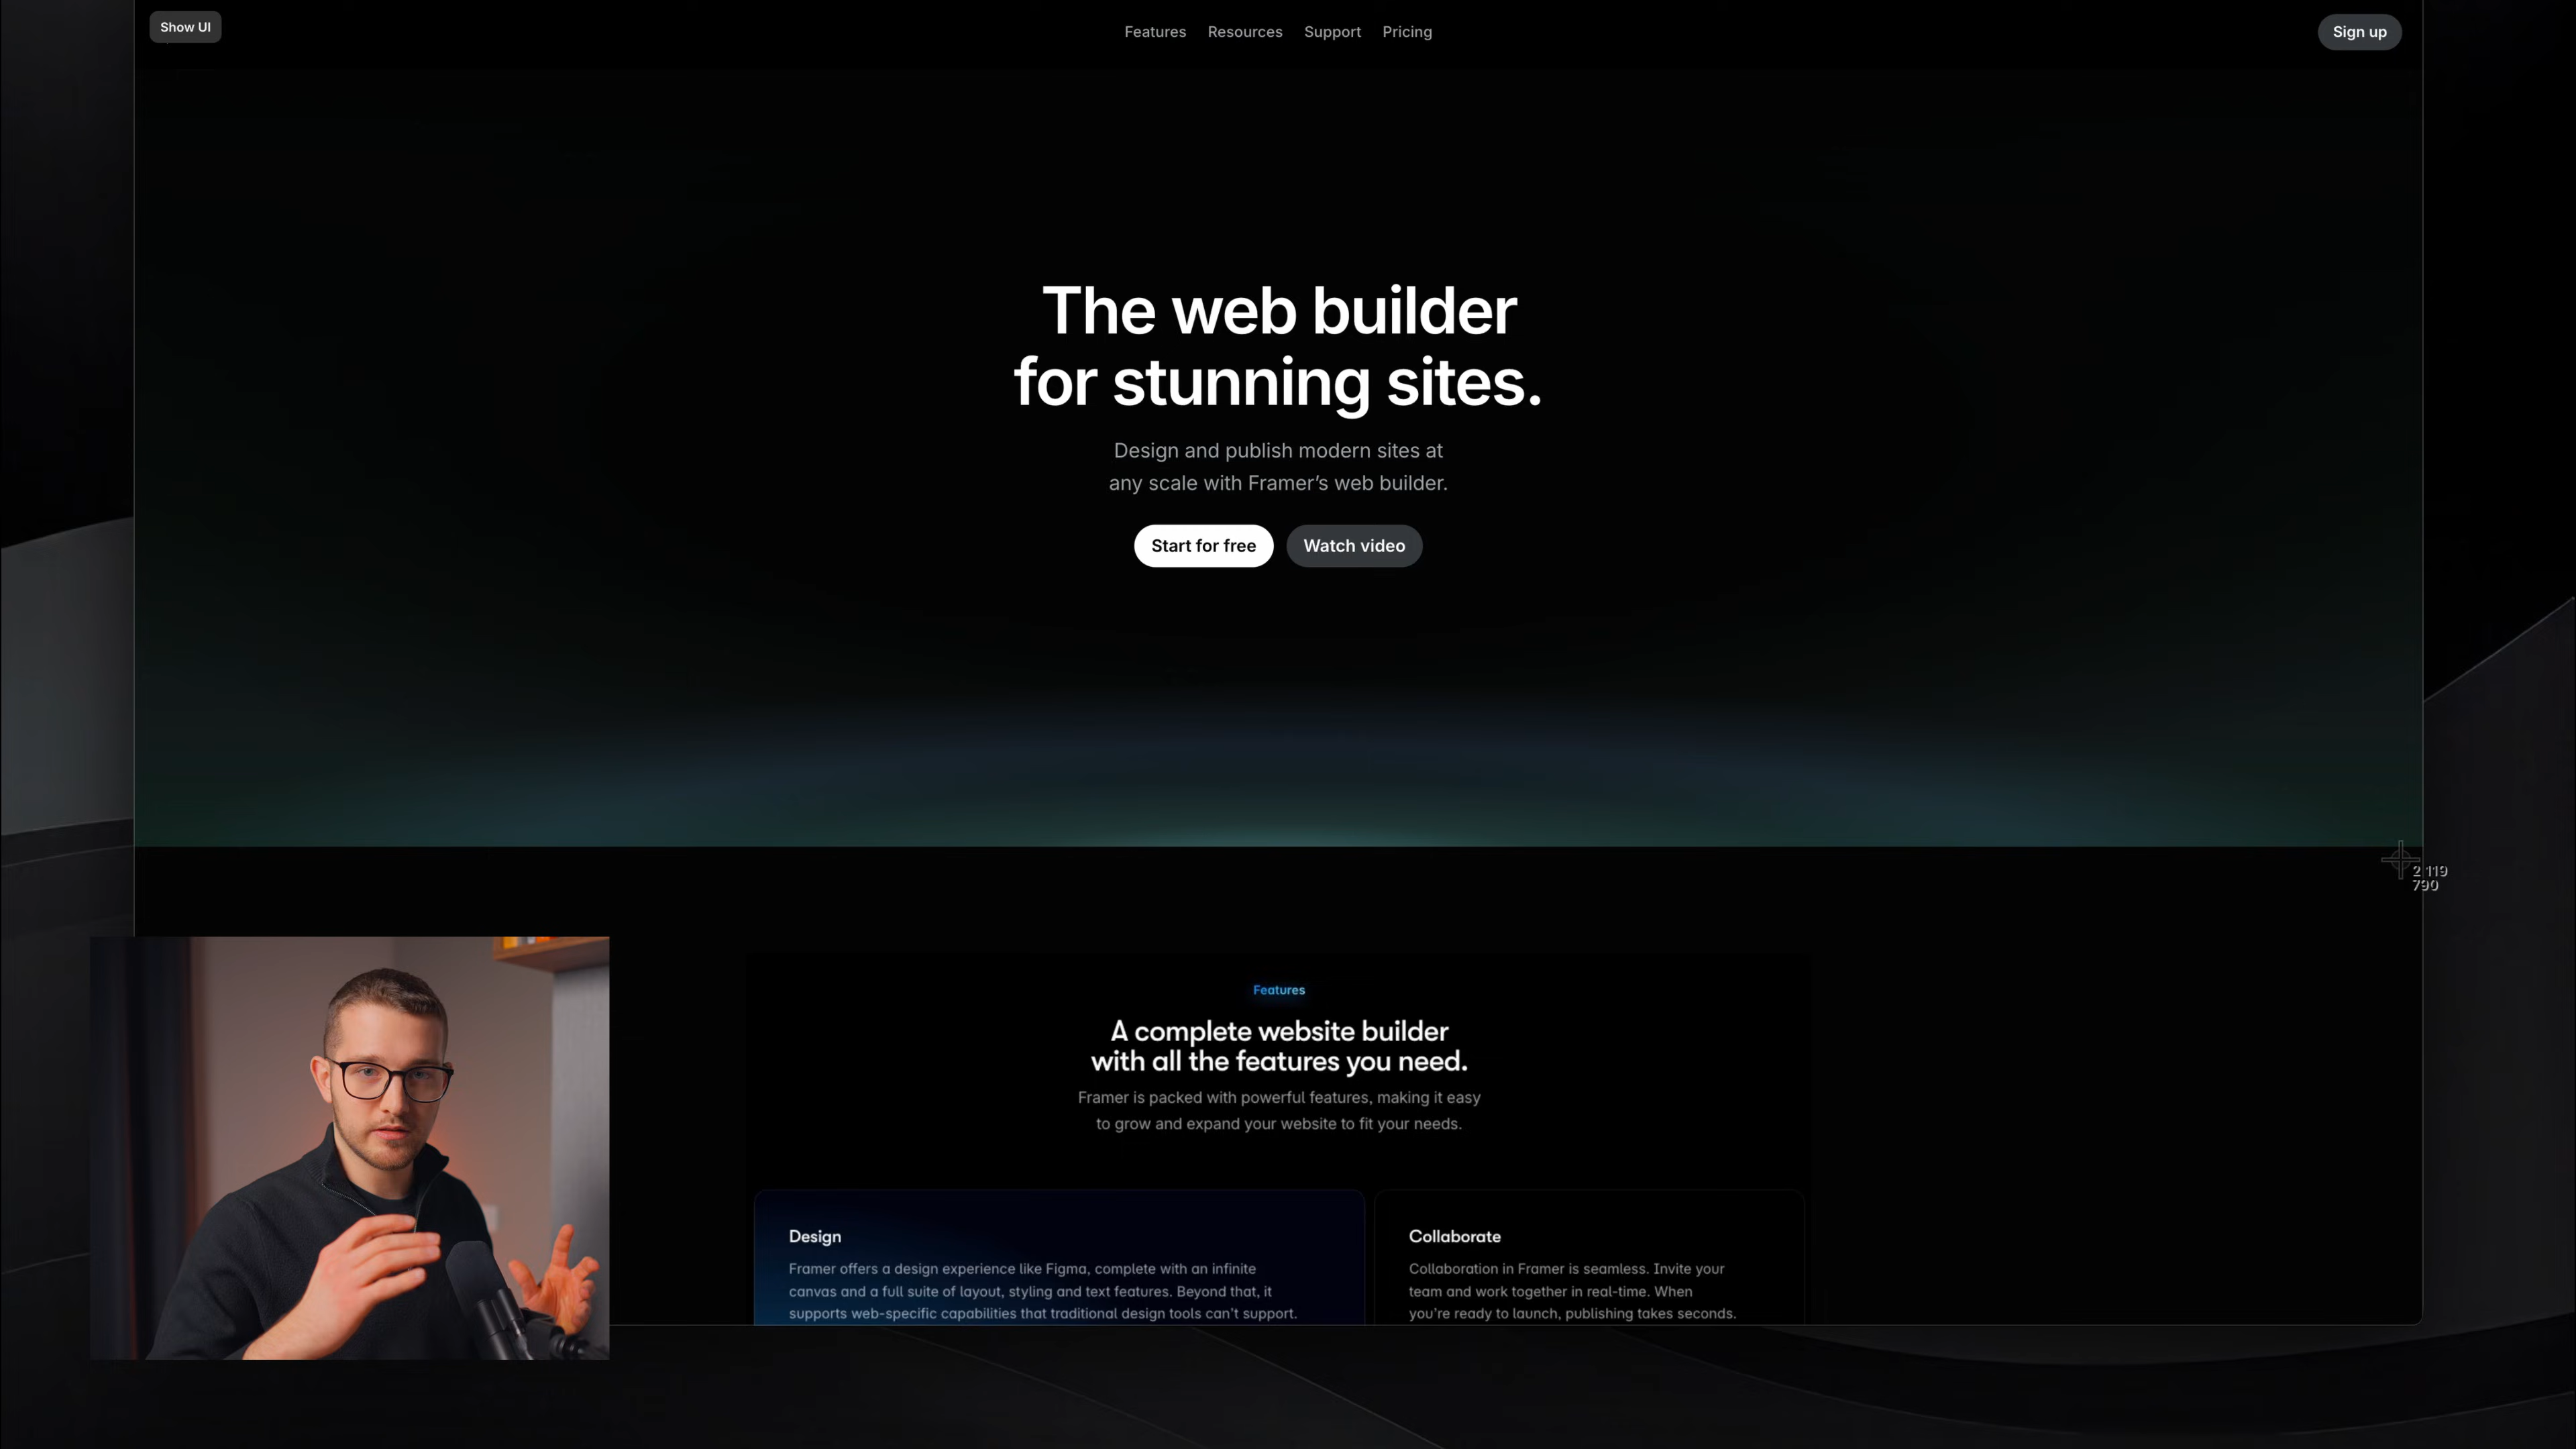 Show UI
Features Resources Support Pricing
Sign up
The web builder
for stunning sites.
Design and publish modern sites at
any scale with Framer’s web builder.
Start for free
Watch video
2 119
790
Features
A complete website builder
with all the features you need.
Framer is packed with powerful features, making it easy
to grow and expand your website to fit your needs.
Design
Framer offers a design experience like Figma, complete with an infinite
canvas and a full suite of layout, styling and text features. Beyond that, it
supports web-specific capabilities that traditional design tools can’t support.
Collaborate
Collaboration in Framer is seamless. Invite your
team and work together in real-time. When
you’re ready to launch, publishing takes seconds.